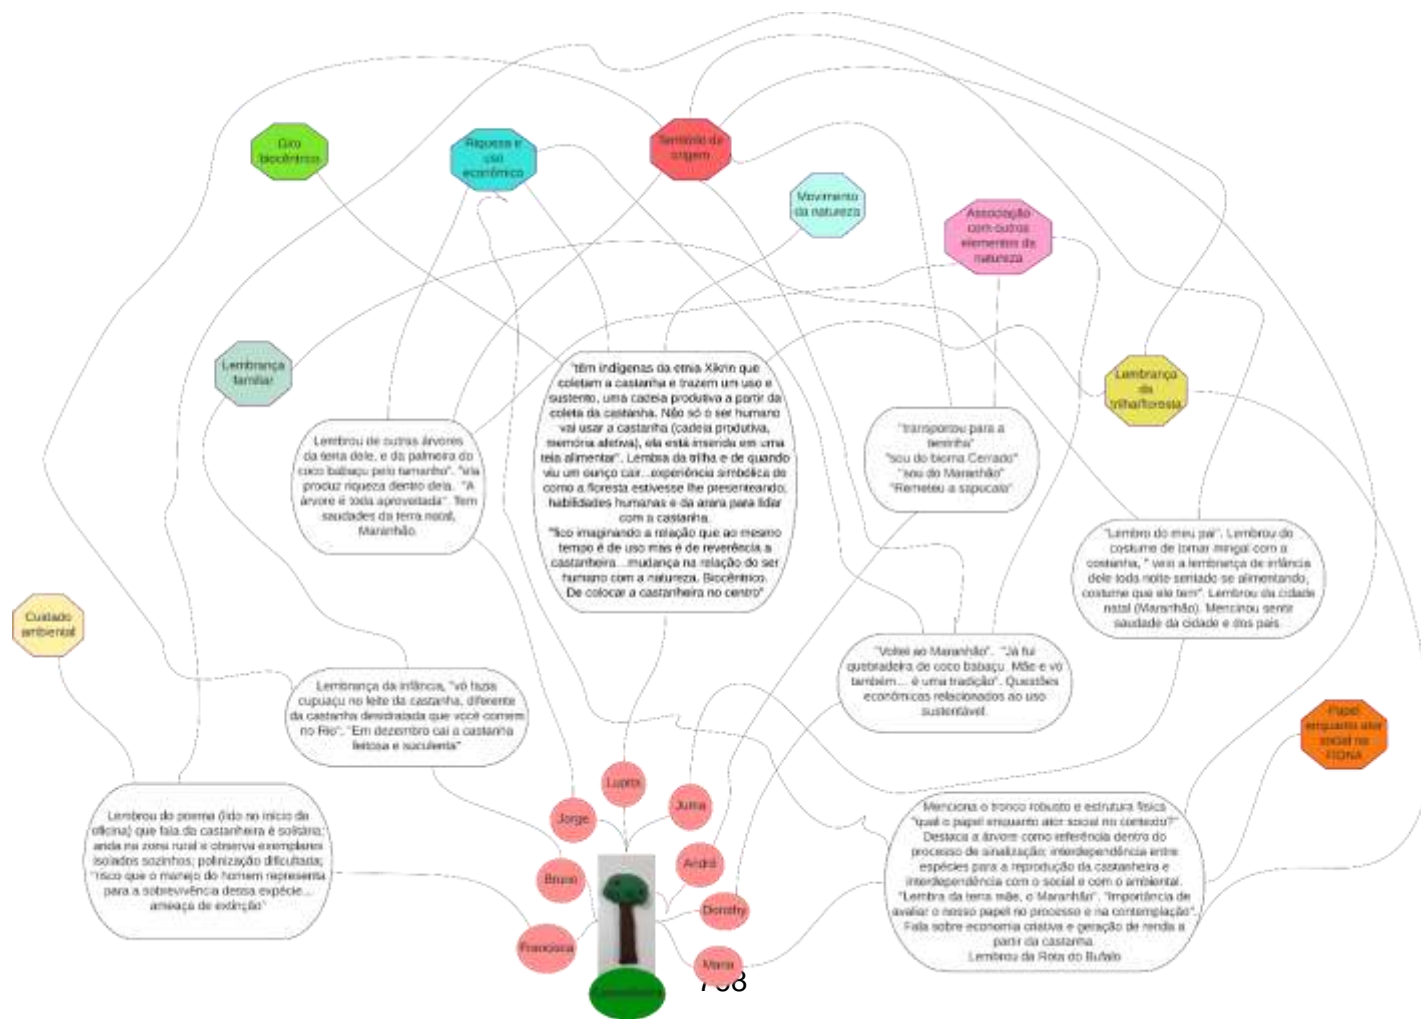 Giro
biocêntrico
Riqueza e
uso
econômico
Território de
origem
Movimento
da natureza
Associação
com outros
elementos da
natureza
Lembrança
familiar
Lembrança
da
trilha/floresta
"têm indígenas da etnia Xikrin que
coletam a castanha e trazem um uso e
sustento, uma cadeia produtiva a partir da
coleta da castanha. Não só o ser humano
vai usar a castanha (cadeia produtiva,
memória afetiva), ela está inserida em uma
teia alimentar". Lembra da trilha e de quando
viu um ouriço cair...experiência simbólica de
como a floresta estivesse lhe presenteando;
habilidades humanas e da arara para lidar
com a castanha.
"fico imaginando a relação que ao mesmo
tempo é de uso mas é de reverência a
castanheira...mudança na relação do ser
humano com a natureza. Biocêntrico.
De colocar a castanheira no centro"
Lembrou de outras árvores
da terra dele, e da palmeira do
coco babaçu pelo tamanho". "ela
produz riqueza dentro dela. "A
árvore é toda aproveitada". Tem
saudades da terra natal,
Maranhão.
"transportou para a
terrinha"
"sou do bioma Cerrado"
"sou do Maranhão"
"Remeteu a sapucaia"
"Lembro do meu pai". Lembrou do
costume de tomar mingal com a
costanha, " veio a lembrança de infância
dele toda noite sentado se alimentando,
costume que ele tem". Lembrou da cidade
natal (Maranhão). Mencinou sentir
saudade da cidade e dos pais.
Cuidado
ambiental
"Voltei ao Maranhão". "Já fui
quebradeira de coco babaçu. Mãe e vó
também... é uma tradição". Questões
econômicas relacionados ao uso
sustentável.
Lembrança da infância, "vó fazia
cupuaçu no leite da castanha, diferente
da castanha desidratada que você comem
no Rio". "Em dezembro cai a castanha
leitosa e suculenta"
Papel
enquanto ator
social na
FLONA
Lembrou do poema (lido no início da
oficina) que fala da castanheira é solitária;
anda na zona rural e observa exemplares
isolados sozinhos; polinização dificultada;
"risco que o manejo do homem representa
para a sobrevivência dessa expécie...
ameaça de extinção"
Lupita
Jorge
Juma
Bruno
André
Dorothy
Francisca
Maria
Menciona o tronco robusto e estrutura física
"qual o papel enquanto ator social no contexto?"
Destaca a árvore como referência dentro do
processo de sinalização; interdependência entre
espécies para a reprodução da castanheira e
interdependência com o social e com o ambiental.
"Lembra da terra mãe, o Maranhão". "Importância de
avaliar o nosso papel no processo e na contemplação".
Fala sobre economia criativa e geração de renda a
partir da castanha.
Lembrou da Rota do Bufalo
Castanheira